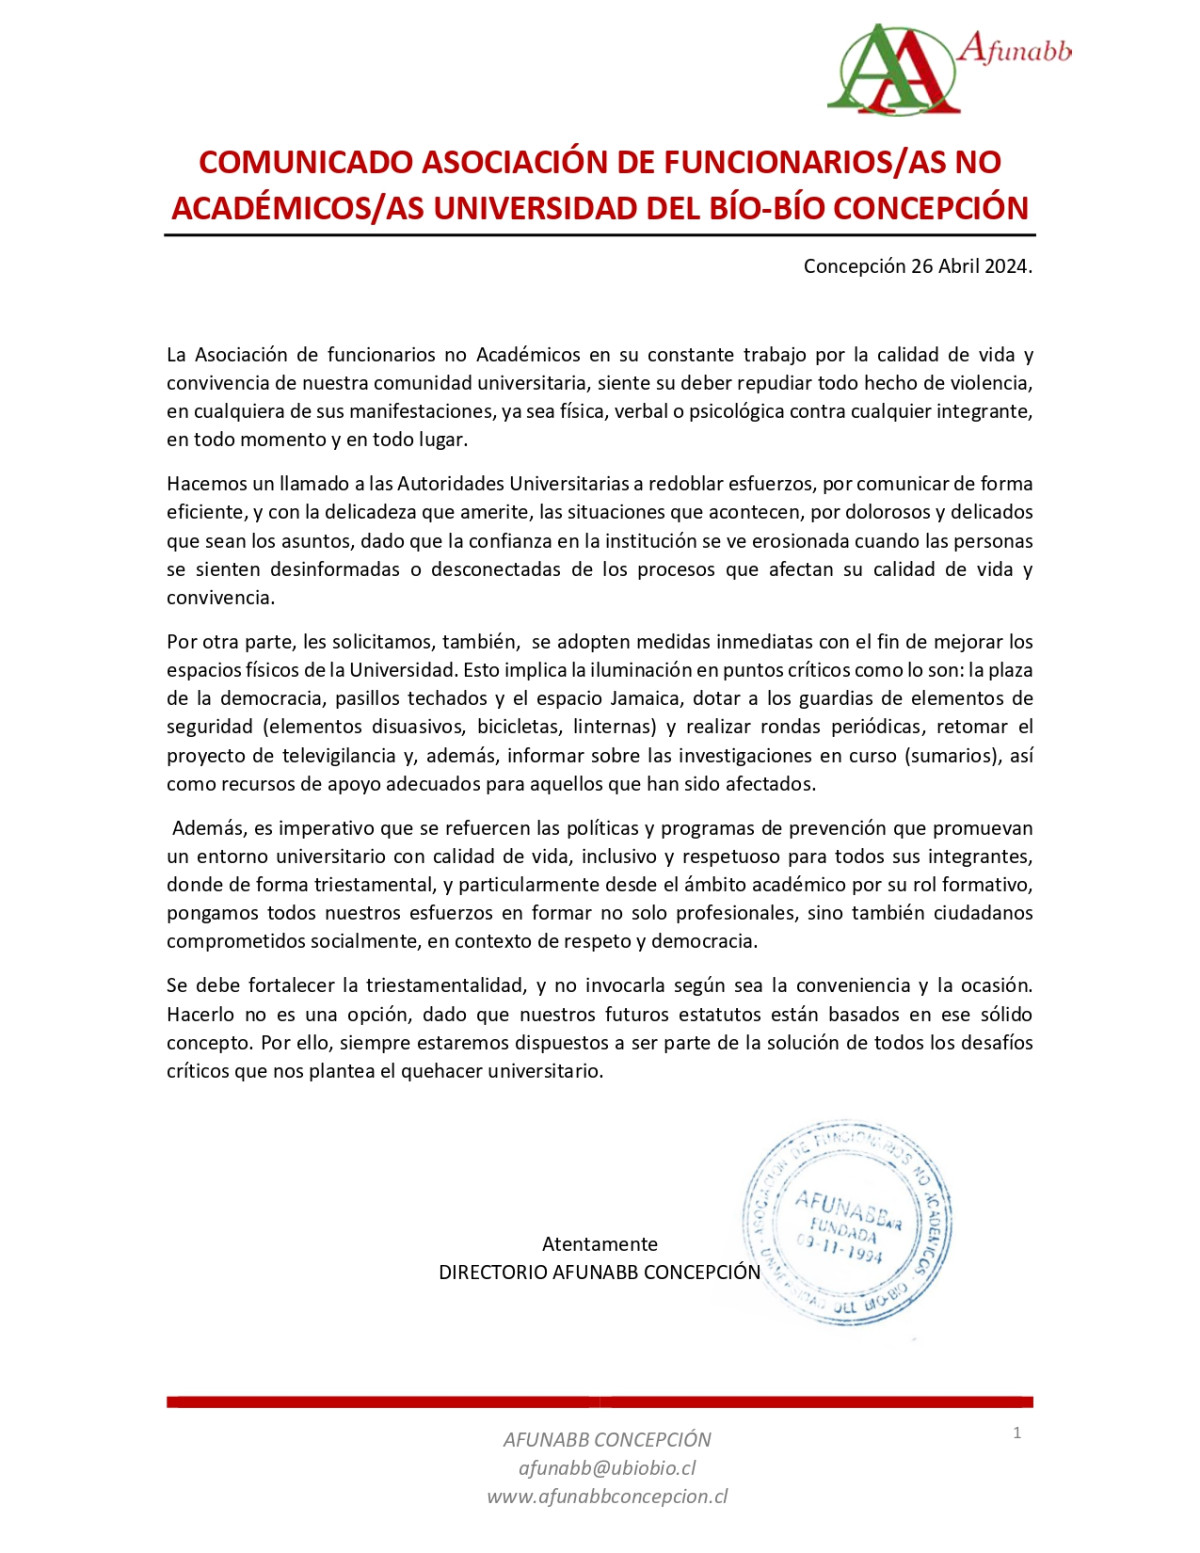 Afunabb
COMUNICADO ASOCIACIÓN DE FUNCIONARIOS/AS NO
ACADÉMICOS/AS UNIVERSIDAD DEL BÍO-BÍO CONCEPCIÓN
Concepción 26 Abril 2024.
La Asociación de funcionarios no Académicos en su constante trabajo por la calidad de vida y
convivencia de nuestra comunidad universitaria, siente su deber repudiar todo hecho de violencia,
en cualquiera de sus manifestaciones, ya sea física, verbal o psicológica contra cualquier integrante,
en todo momento y en todo lugar.
Hacemos un llamado a las Autoridades Universitarias a redoblar esfuerzos, por comunicar de forma
eficiente, y con la delicadeza que amerite, las situaciones que acontecen, por dolorosos y delicados
que sean los asuntos, dado que la confianza en la institución se ve erosionada cuando las personas
se sienten desinformadas o desconectadas de los procesos que afectan su calidad de vida y
convivencia.
Por otra parte, les solicitamos, también, se adopten medidas inmediatas con el fin de mejorar los
espacios físicos de la Universidad. Esto implica la iluminación en puntos críticos como lo son: la plaza
de la democracia, pasillos techados y el espacio Jamaica, dotar a los guardias de elementos de
seguridad (elementos disuasivos, bicicletas, linternas) y realizar rondas periódicas, retomar el
proyecto de televigilancia y, además, informar sobre las investigaciones en curso (sumarios), así
como recursos de apoyo adecuados para aquellos que han sido afectados.
Además, es imperativo que se refuercen las políticas y programas de prevención que promuevan
un entorno universitario con calidad de vida, inclusivo y respetuoso para todos sus integrantes,
donde de forma triestamental, y particularmente desde el ámbito académico por su rol formativo,
pongamos todos nuestros esfuerzos en formar no solo profesionales, sino también ciudadanos
comprometidos socialmente, en contexto de respeto y democracia.
Se debe fortalecer la triestamentalidad, y no invocarla según sea la conveniencia y la ocasión.
Hacerlo no es una opción, dado que nuestros futuros estatutos están basados en ese sólido
concepto. Por ello, siempre estaremos dispuestos a ser parte de la solución de todos los desafíos
críticos que nos plantea el quehacer universitario.
ASOCIACION DE FUNCIONARIOS NO ACADEMICOS
AFUNABB
FUNDADA
09-11-1994
UNIVERSIDAD DEL BIO-BIO
Atentamente
DIRECTORIO AFUNABB CONCEPCIÓN
AFUNABB CONCEPCIÓN
afunabb@ubiobio.cl
www.afunabbconcepcion.cl
1